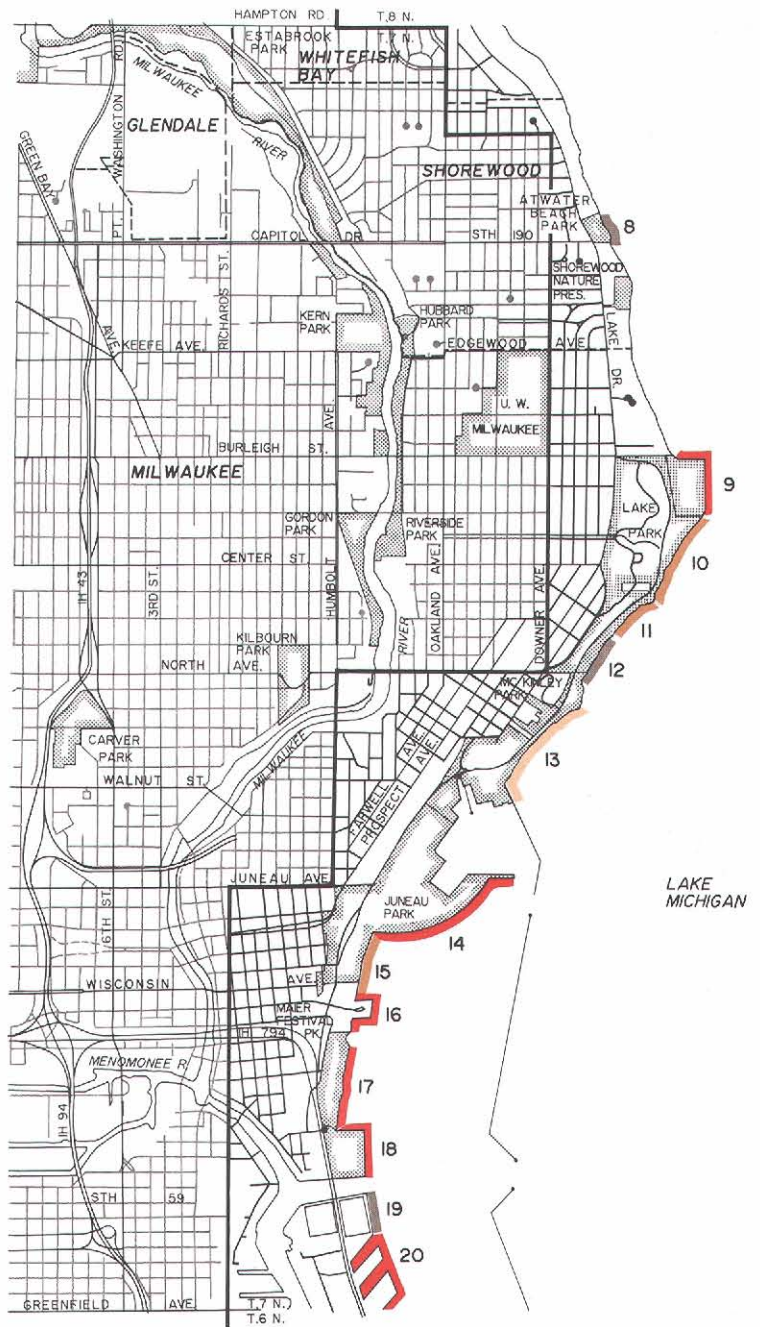 HAMPTON RD.
T.8 N.
T.7 N.
ESTABROOK
PARK
WHITEFISH
BAY
MILWAUKEE
RIVER
RD.
WASHINGTON
PT.
GLENDALE
GREEN BAY
AVE.
SHOREWOOD
ATWATER
BEACH
PARK
8
CAPITOL DR.
STH 190
RICHARDS ST.
SHOREWOOD
NATURE
PRES.
KERN
PARK
HUBBARD
PARK
KEEFE AVE.
EDGEWOOD AVE.
LAKE DR.
U. W.
MILWAUKEE
AVE.
HUMBOLT
BURLEIGH ST.
MILWAUKEE
9
LAKE
PARK
GORDON
PARK
RIVERSIDE
PARK
10
CENTER ST.
IH 43
3RD ST.
OAKLAND AVE.
DOWNER AVE.
11
RIVER
KILBOURN
PARK
NORTH AVE.
12
MC KINLEY
PARK
CARVER
PARK
MILWAUKEE
13
WALNUT ST.
FARWELL AVE.
PROSPECT AVE.
JUNEAU AVE.
LAKE
MICHIGAN
JUNEAU
PARK
14
6TH ST.
15
WISCONSIN AVE.
MAIER
FESTIVAL
PK.
16
IH 794
MENOMONEE R.
17
IH 94
18
STH 59
19
20
GREENFIELD AVE.
T.7 N.
T.6 N.